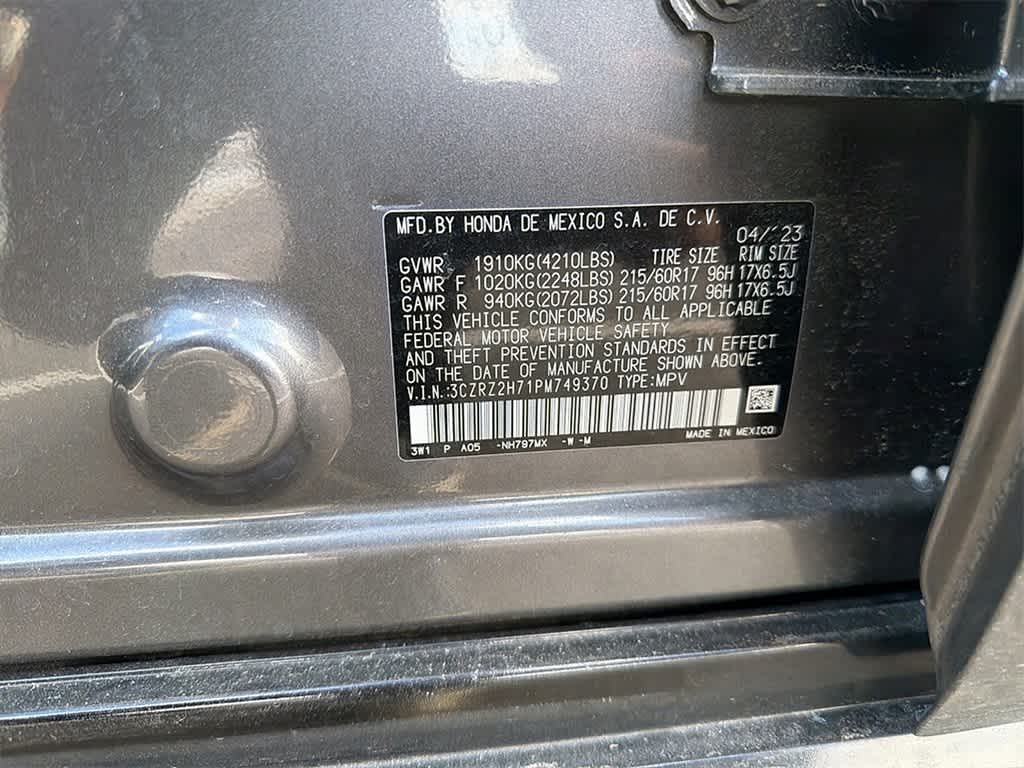 MFD.BY HONDA DE MEXICO S.A. DE C.V.
04/'23
GVWR 1910KG(4210LBS) TIRE SIZE RIM SIZE
GAWR F 1020KG(2248LBS) 215/60R17 96H 17X6.5J
GAWR R 940KG(2072LBS) 215/60R17 96H 17X6.5J
THIS VEHICLE CONFORMS TO ALL APPLICABLE
FEDERAL MOTOR VEHICLE SAFETY
AND THEFT PREVENTION STANDARDS IN EFFECT
ON THE DATE OF MANUFACTURE SHOWN ABOVE.
V.I.N.:3CZRZ2H71PM749370 TYPE:MPV
3W1 P A05 -NH797MX -W-M MADE IN MEXICO